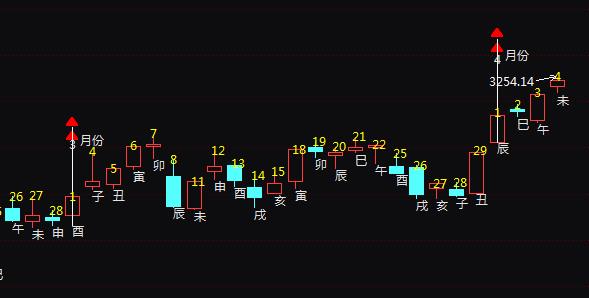 4 月份
3254.14
4
未
3
午
2
巳
1
辰
3 月份
26
午
27
未
28
申
1
酉
4
子
5
丑
6
寅
7
卯
8
辰
11
未
12
申
13
酉
14
戌
15
亥
18
寅
19
卯
20
辰
21
巳
22
午
25
酉
26
戌
27
亥
28
子
29
丑